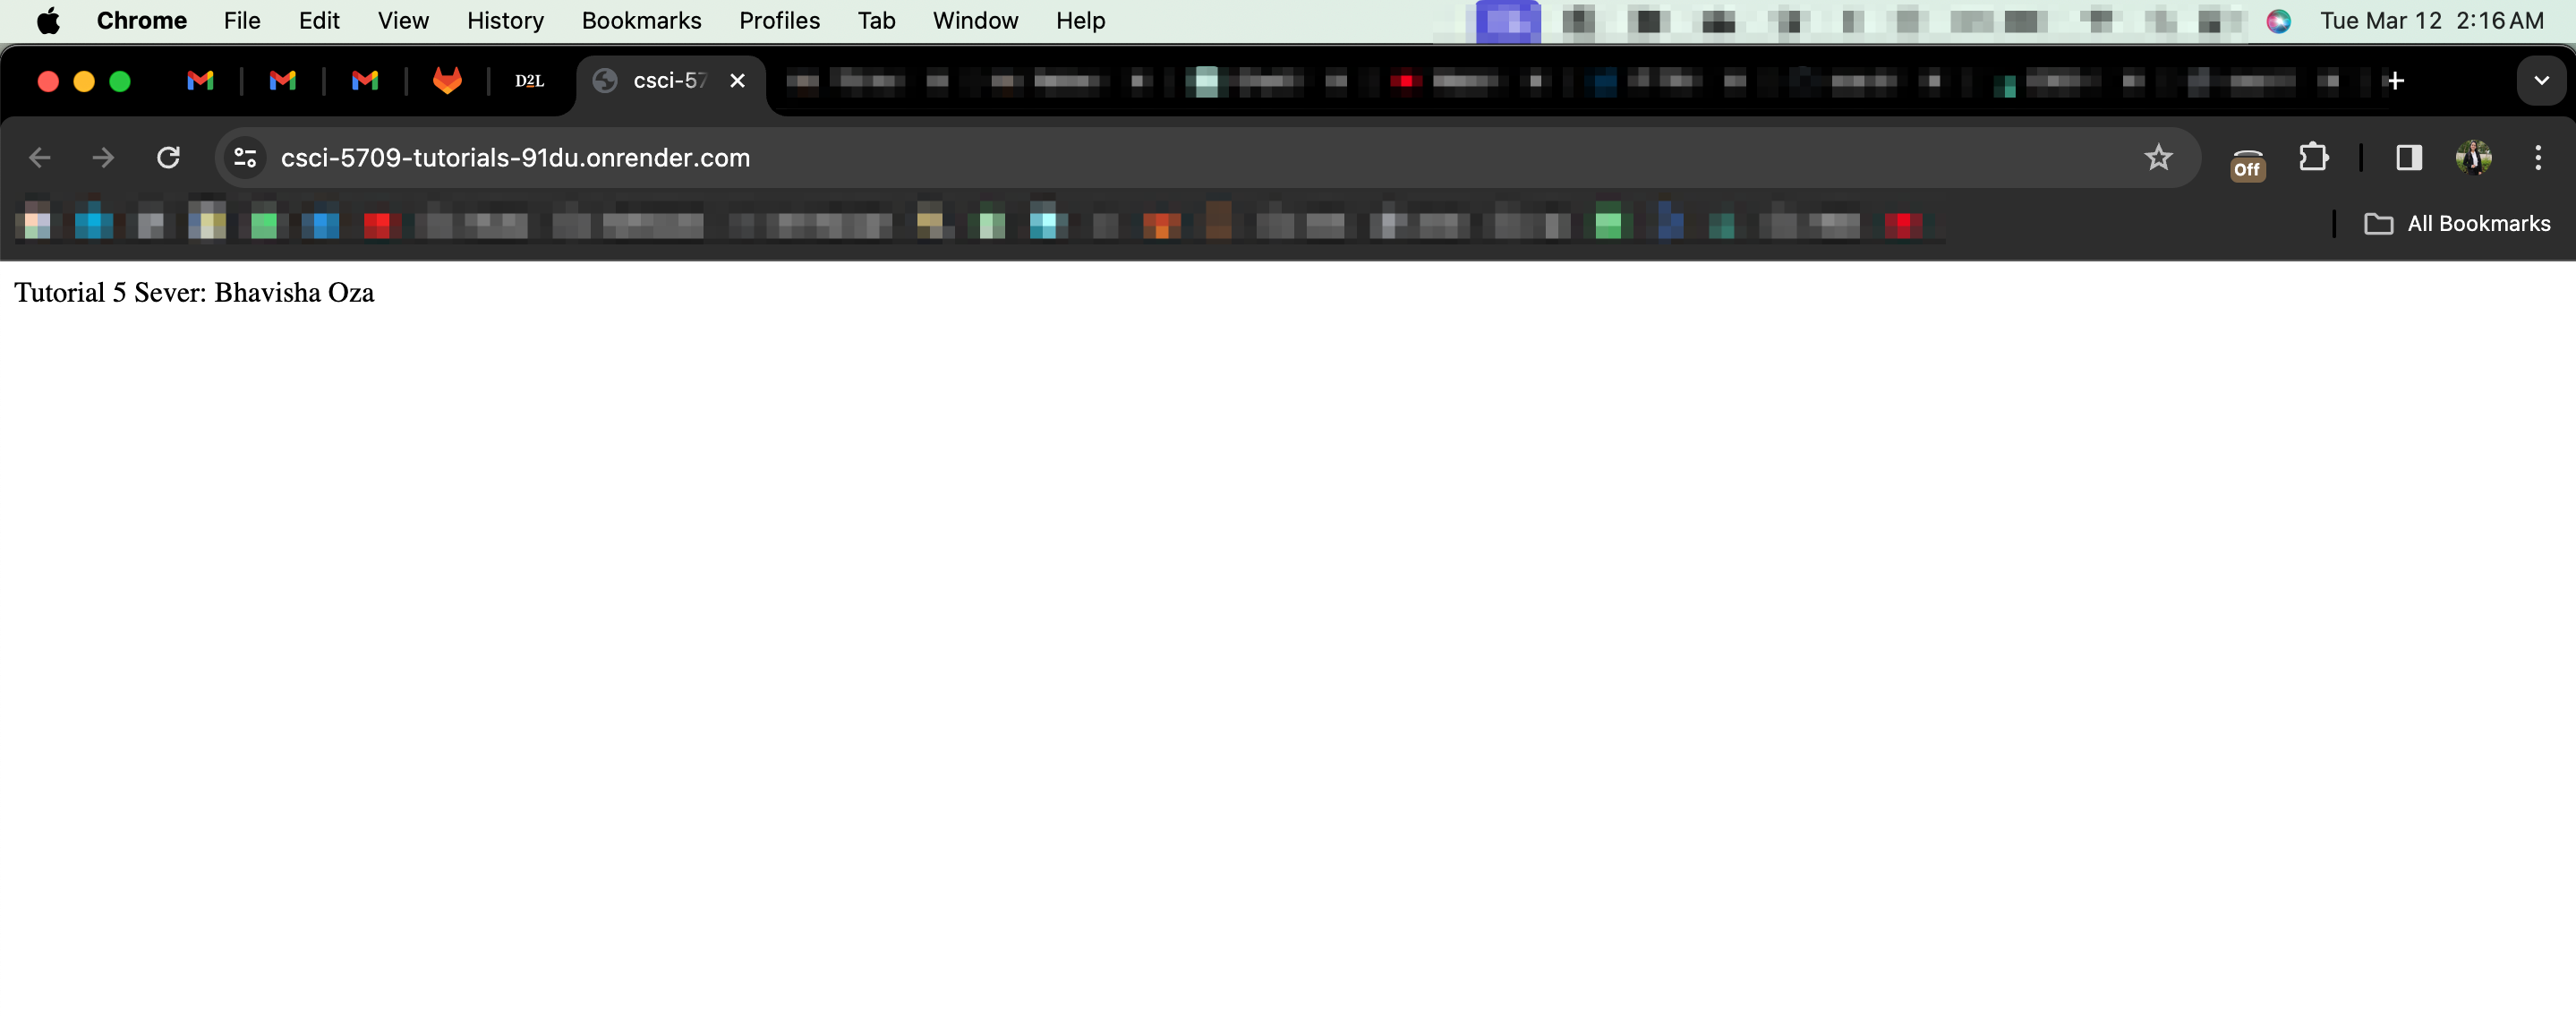 Chrome File Edit View History Bookmarks Profiles Tab Window Help Tue Mar 12 2:16 AM
D2L csci-57
csci-5709-tutorials-91du.onrender.com Off
All Bookmarks
Tutorial 5 Sever: Bhavisha Oza